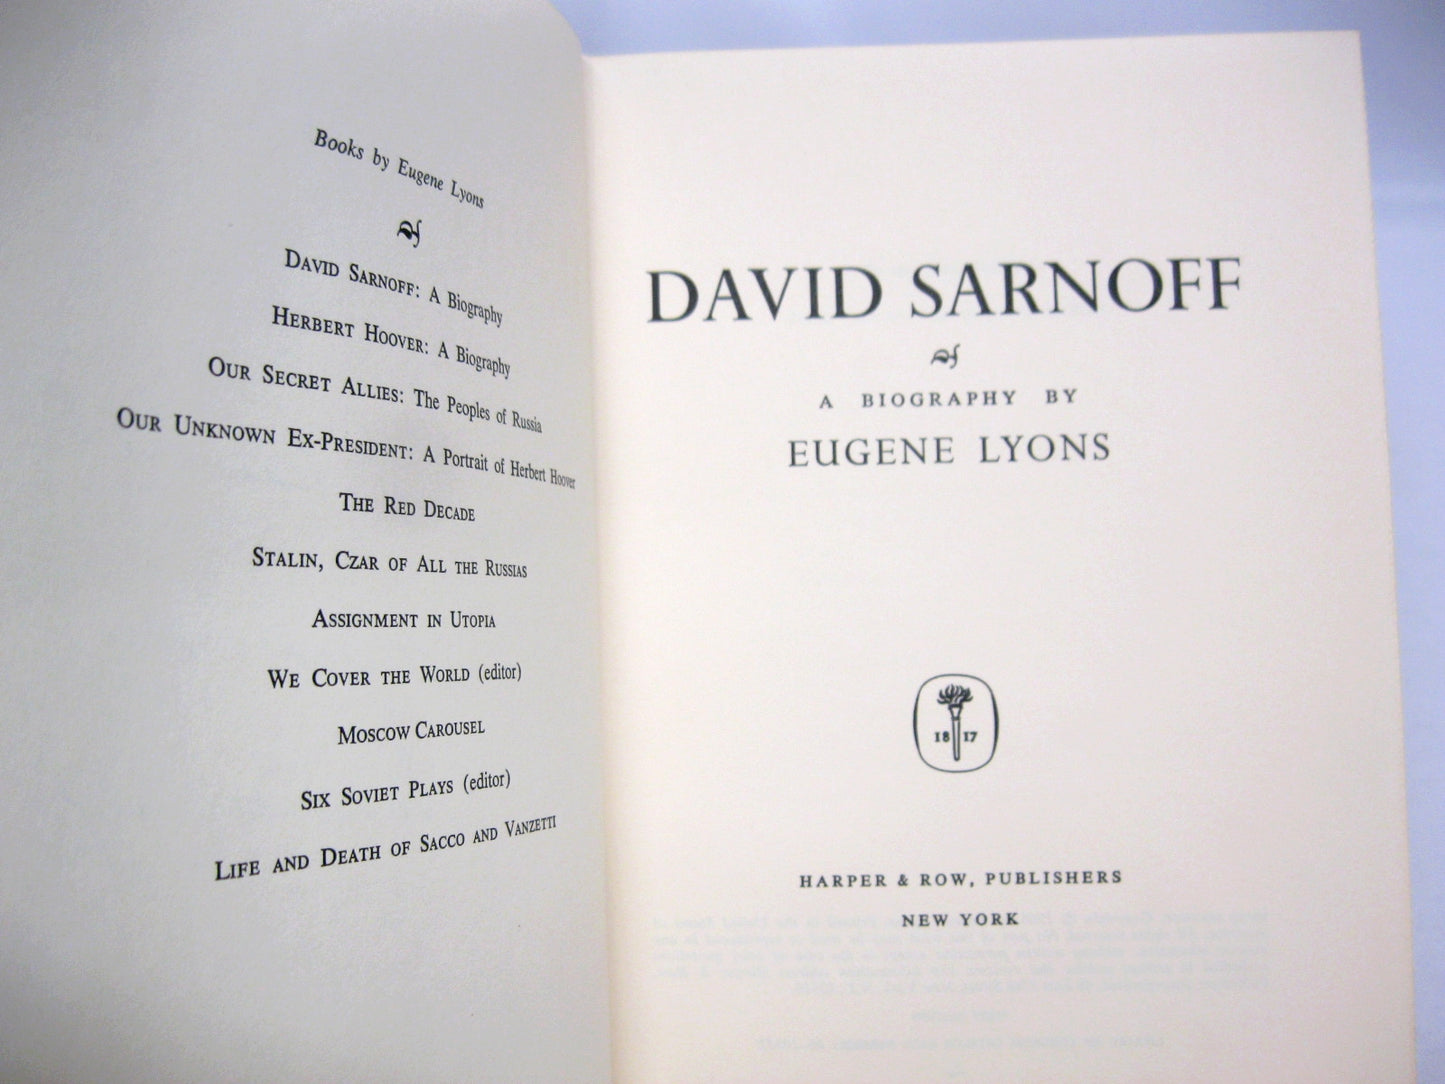 Books by Eugene Lyons
DAVID SARNOFF: A Biography
HERBERT HOOVER: A Biography
OUR SECRET ALLIES: The Peoples of Russia
OUR UNKNOWN EX-PRESIDENT: A Portrait of Herbert Hoover
THE RED DECADE
STALIN, CZAR OF ALL THE RUSSIAS
ASSIGNMENT IN UTOPIA
WE COVER THE WORLD (editor)
MOSCOW CAROUSEL
SIX SOVIET PLAYS (editor)
LIFE AND DEATH OF SACCO AND VANZETTI
DAVID SARNOFF
A BIOGRAPHY BY
EUGENE LYONS
18 17
HARPER & ROW, PUBLISHERS
NEW YORK